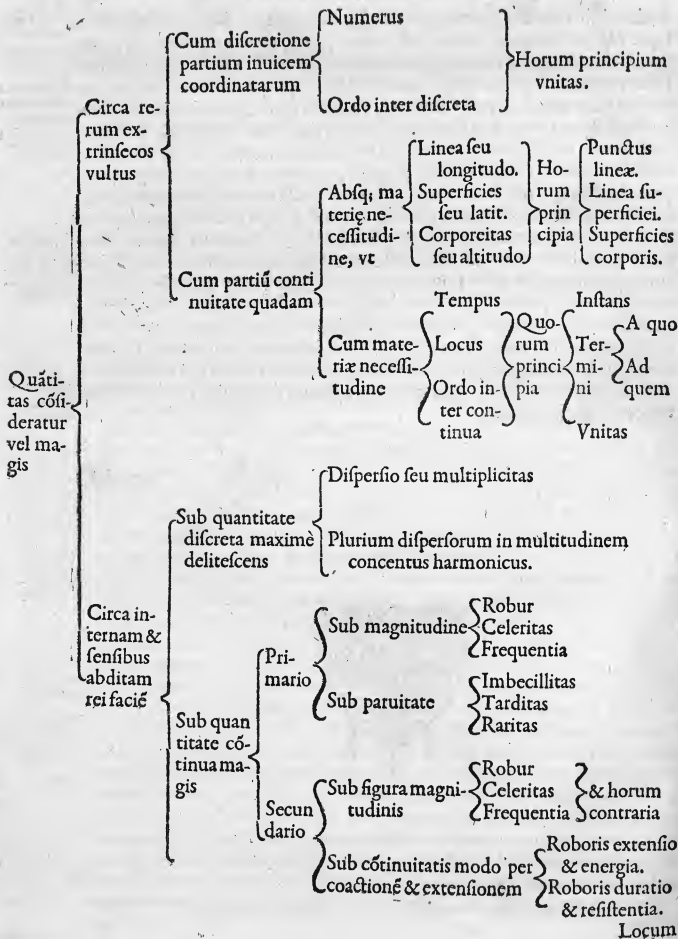 Numerus
Cum discretione
partium inuicem
coordinatarum
Horum principium
vnitas.
Ordo inter discreta
Circa re-
rum ex-
trinsecos
vultus
Linea seu
longitudo.
Superficies
seu latit.
Corporeitas
seu altitudo
Absq; ma
terię ne-
cessitudi-
ne, vt
Ho-
rum
prin
cipia
Punctus
lineæ.
Linea su-
perficiei.
Superficies
corporis.
Cum partiũ conti
nuitate quadam
Cum mate-
riæ necessi-
tudine
Tempus
Locus
Ordo in-
ter con-
tinua
Quo-
rum
princi-
pia
Instans
Ter-
mi-
ni
A quo
Ad
quem
Vnitas
Quãti-
tas cõsi-
deratur
vel ma-
gis
Dispersio seu multiplicitas
Sub quantitate
discreta maximè
delitescens
Plurium dispersorum in multitudinem
concentus harmonicus.
Circa in-
ternam &
sensibus
abditam
rei faciẽ
Sub quan
titate cõ-
tinua ma-
gis
Pri-
mario
Sub magnitudine
Robur
Celeritas
Frequentia
Sub paruitate
Imbecillitas
Tarditas
Raritas
Secun
dario
Sub figura magni-
tudinis
Robur
Celeritas
Frequentia
& horum
contraria
Sub cõtinuitatis modo per
coactionẽ & extensionem
Roboris extensio
& energia.
Roboris duratio
& resistentia.
Locum